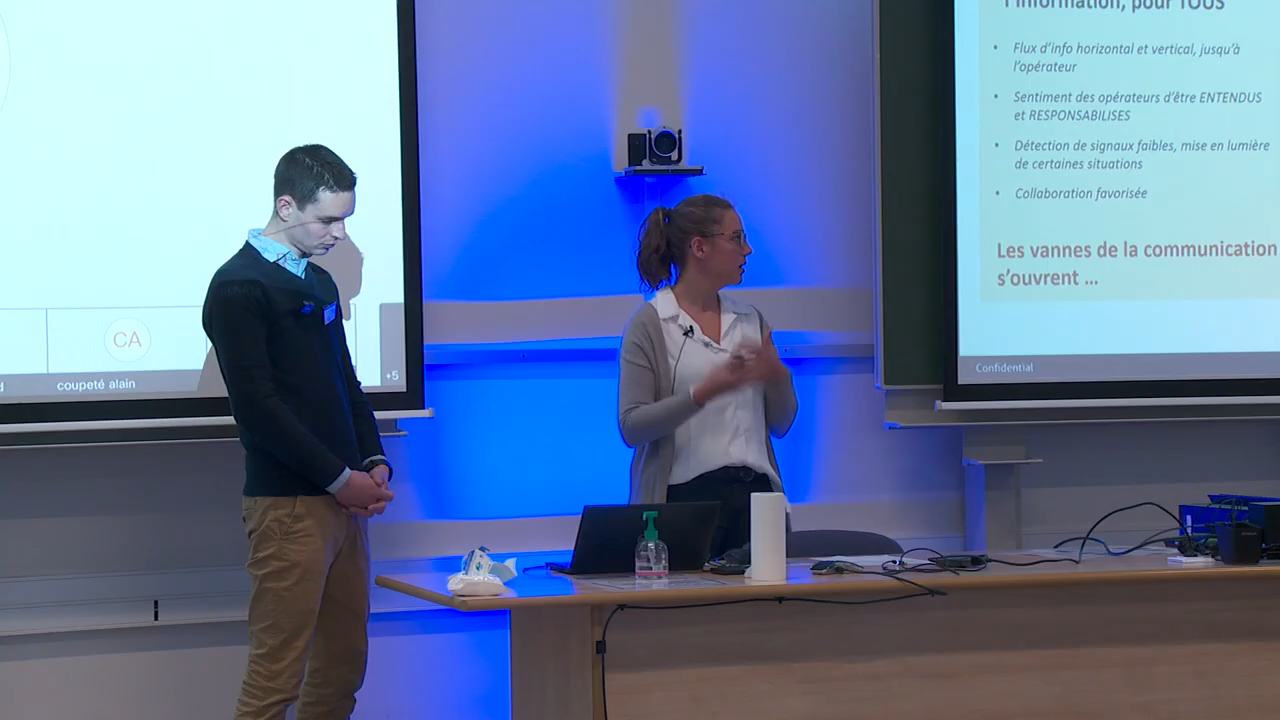 CA
coupeté alain
+5
l'information, pour TOUS
• Flux d'info horizontal et vertical, jusqu'à
l'opérateur
• Sentiment des opérateurs d'être ENTENDUS
et RESPONSABILISES
• Détection de signaux faibles, mise en lumière
de certaines situations
• Collaboration favorisée
Les vannes de la communication
s'ouvrent ...
Confidential